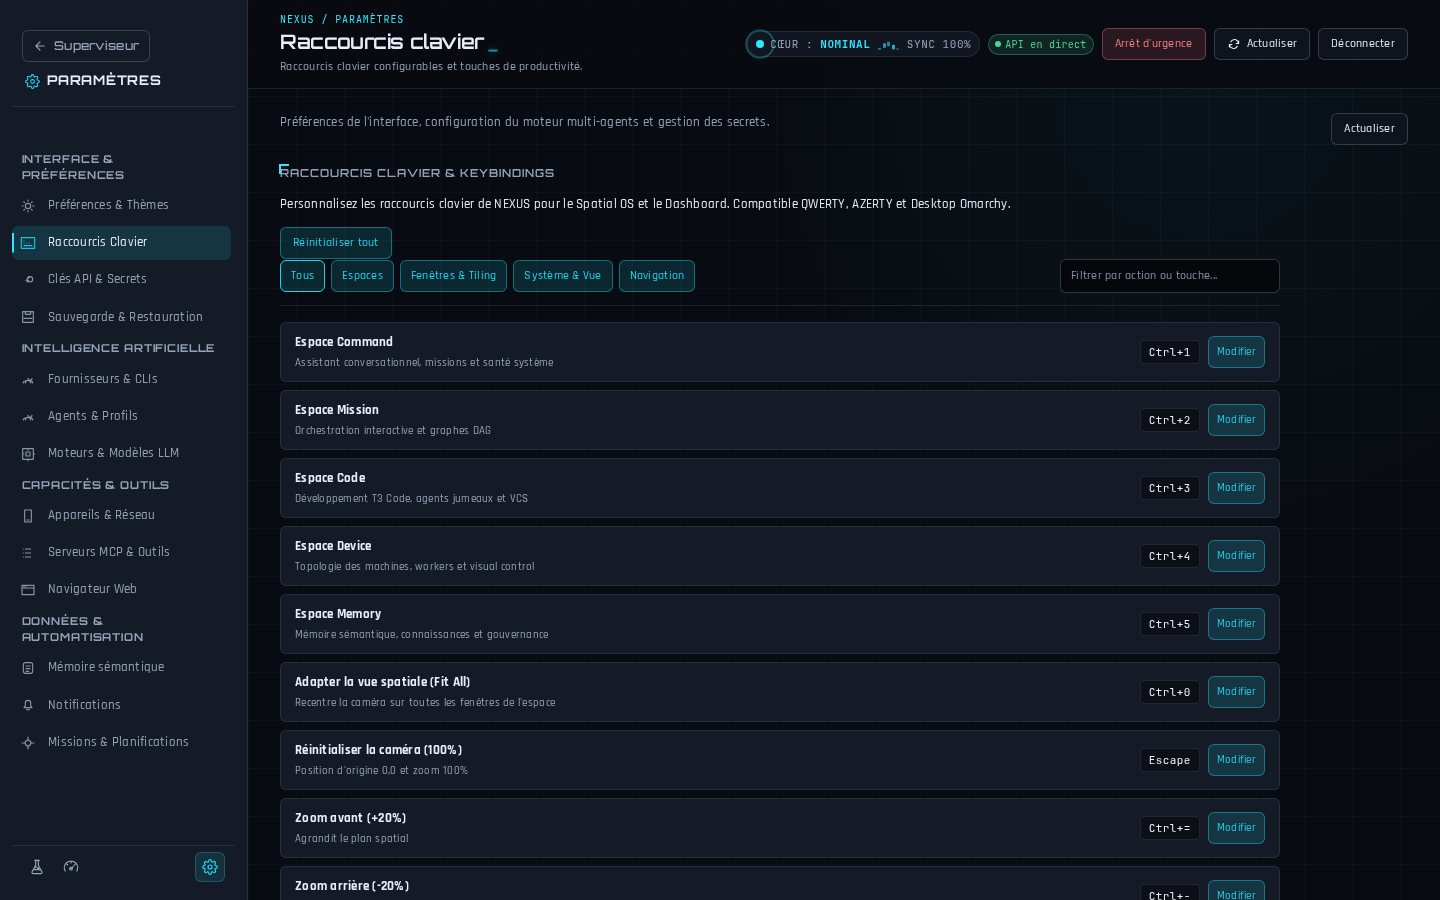 Superviseur
PARAMÈTRES
INTERFACE &
PRÉFÉRENCES
Préférences & Thèmes
Raccourcis Clavier
Clés API & Secrets
Sauvegarde & Restauration
INTELLIGENCE ARTIFICIELLE
Fournisseurs & CLIs
Agents & Profils
Moteurs & Modèles LLM
CAPACITÉS & OUTILS
Appareils & Réseau
Serveurs MCP & Outils
Navigateur Web
DONNÉES &
AUTOMATISATION
Mémoire sémantique
Notifications
Missions & Planifications
NEXUS / PARAMÈTRES
Raccourcis clavier_
Raccourcis clavier configurables et touches de productivité.
CŒUR : NOMINAL SYNC 100%
API en direct
Arrêt d'urgence
Actualiser
Déconnecter
Préférences de l'interface, configuration du moteur multi-agents et gestion des secrets.
Actualiser
RACCOURCIS CLAVIER & KEYBINDINGS
Personnalisez les raccourcis clavier de NEXUS pour le Spatial OS et le Dashboard. Compatible QWERTY, AZERTY et Desktop Omarchy.
Réinitialiser tout
Tous
Espaces
Fenêtres & Tiling
Système & Vue
Navigation
Filtrer par action ou touche...
Espace Command
Assistant conversationnel, missions et santé système
Ctrl+1
Modifier
Espace Mission
Orchestration interactive et graphes DAG
Ctrl+2
Modifier
Espace Code
Développement T3 Code, agents jumeaux et VCS
Ctrl+3
Modifier
Espace Device
Topologie des machines, workers et visual control
Ctrl+4
Modifier
Espace Memory
Mémoire sémantique, connaissances et gouvernance
Ctrl+5
Modifier
Adapter la vue spatiale (Fit All)
Recentre la caméra sur toutes les fenêtres de l'espace
Ctrl+0
Modifier
Réinitialiser la caméra (100%)
Position d'origine 0,0 et zoom 100%
Escape
Modifier
Zoom avant (+20%)
Agrandit le plan spatial
Ctrl+=
Modifier
Zoom arrière (-20%)
Ctrl+-
Modifier